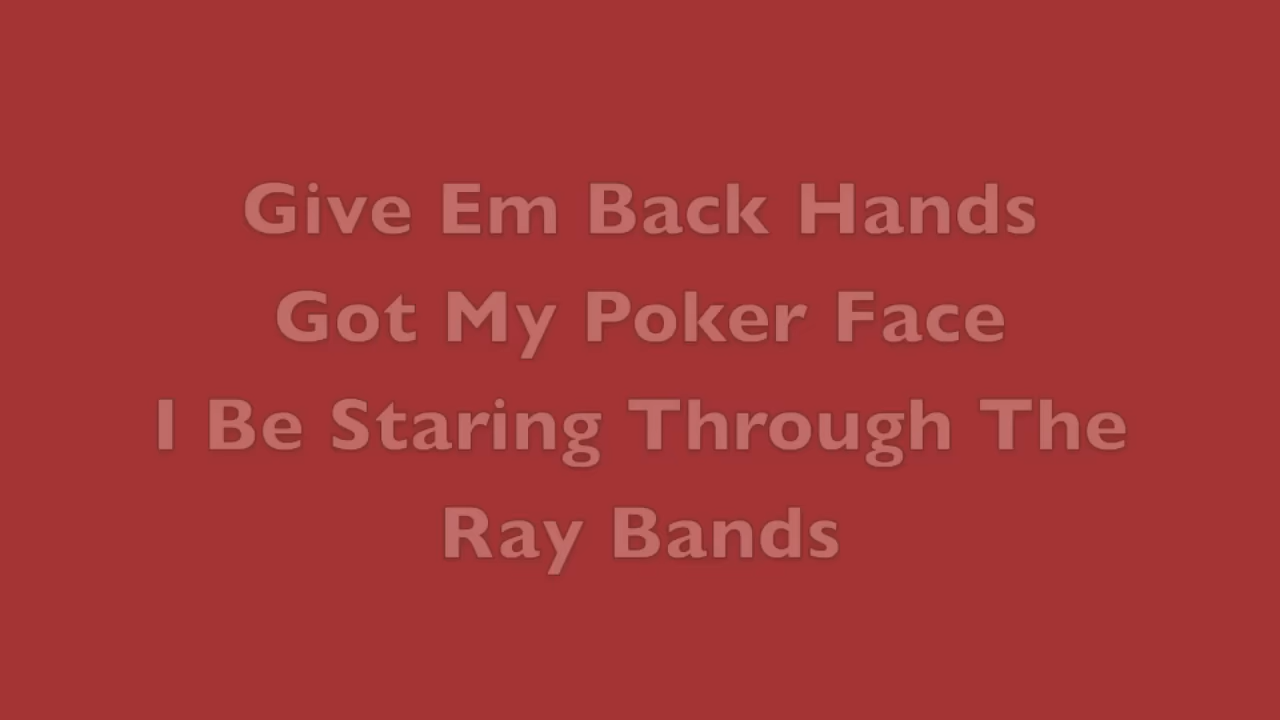 Give Em Back Hands
Got My Poker Face
I Be Staring Through The
Ray Bands